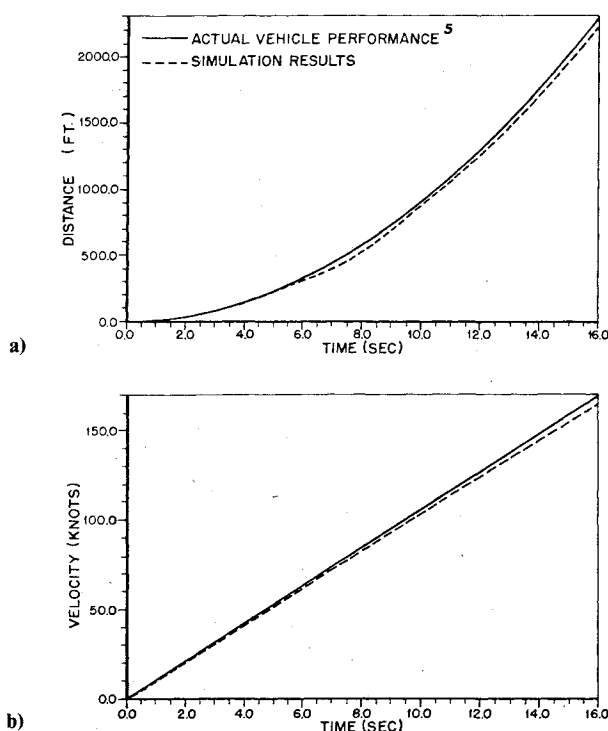 ACTUAL VEHICLE PERFORMANCE 5
SIMULATION RESULTS
2000.0
1500.0
1000.0
500.0
0.0
DISTANCE (FT.)
0.0 2.0 4.0 6.0 8.0 10.0 12.0 14.0 16.0
TIME (SEC)
a)
150.0
100.0
50.0
0.0
VELOCITY (KNOTS)
0.0 2.0 4.0 6.0 8.0 10.0 12.0 14.0 16.0
TIME (SEC)
b)